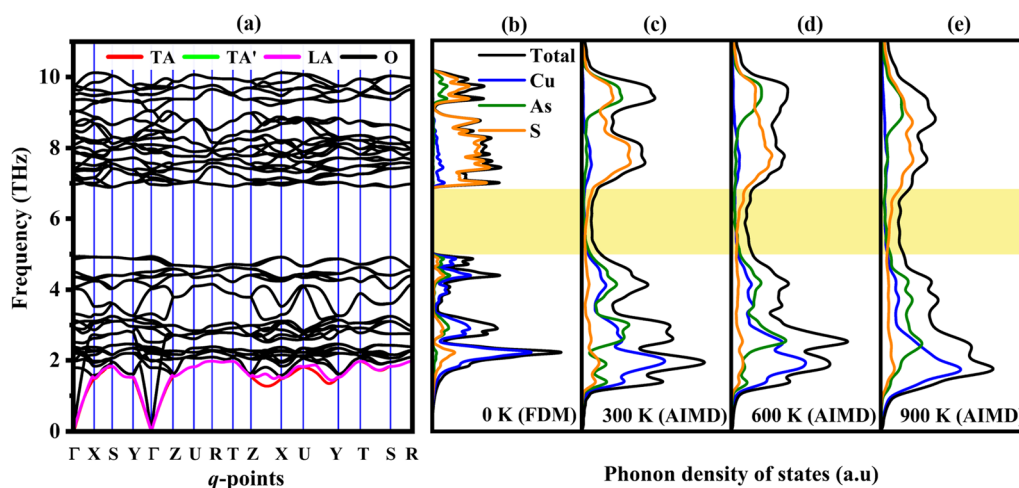 (a)
(b)
(c)
(d)
(e)
TA
TA'
LA
O
Total
Cu
As
S
10
8
6
4
2
0
Frequency (THz)
Γ X S Y Γ Z U R T Z X U Y T S R
q-points
0 K (FDM)
300 K (AIMD)
600 K (AIMD)
900 K (AIMD)
Phonon density of states (a.u)